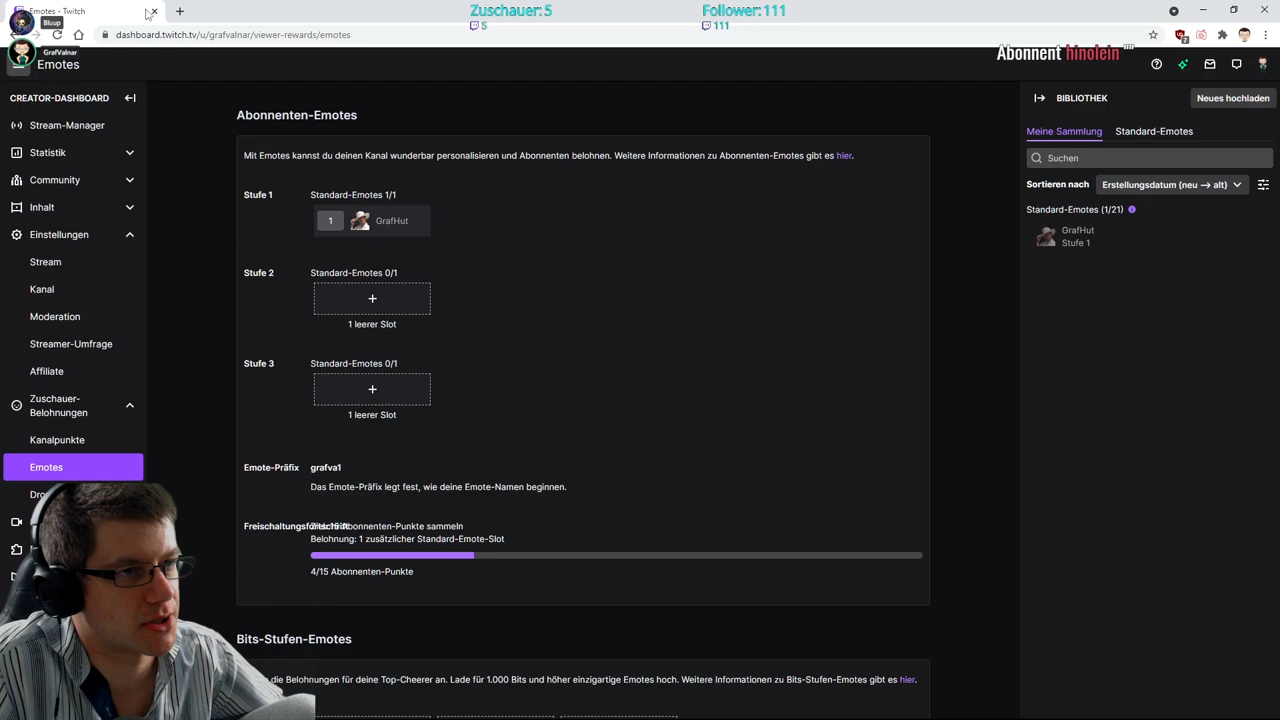 Emotes - Twitch
Bluup
Zuschauer:5
5
Follower:111
111
dashboard.twitch.tv/u/grafvalnar/viewer-rewards/emotes
7
GrafValnar
Emotes
Abonnent hinolein
CREATOR-DASHBOARD
Stream-Manager
Statistik
Community
Inhalt
Einstellungen
Stream
Kanal
Moderation
Streamer-Umfrage
Affiliate
Zuschauer-
Belohnungen
Kanalpunkte
Emotes
Abonnenten-Emotes
Mit Emotes kannst du deinen Kanal wunderbar personalisieren und Abonnenten belohnen. Weitere Informationen zu Abonnenten-Emotes gibt es hier.
Stufe 1
Standard-Emotes 1/1
1
GrafHut
Stufe 2
Standard-Emotes 0/1
+
1 leerer Slot
Stufe 3
Standard-Emotes 0/1
+
1 leerer Slot
Emote-Präfix
grafva1
Das Emote-Präfix legt fest, wie deine Emote-Namen beginnen.
Abonnenten-Punkte sammeln
Belohnung: 1 zusätzlicher Standard-Emote-Slot
4/15 Abonnenten-Punkte
Bits-Stufen-Emotes
die Belohnungen für deine Top-Cheerer an. Lade für 1.000 Bits und höher einzigartige Emotes hoch. Weitere Informationen zu Bits-Stufen-Emotes gibt es hier.
BIBLIOTHEK
Neues hochladen
Meine Sammlung
Standard-Emotes
Suchen
Sortieren nach
Erstellungsdatum (neu → alt)
Standard-Emotes (1/21)
GrafHut
Stufe 1